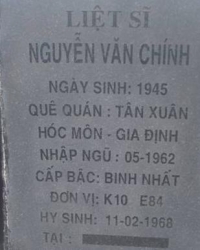 LIỆT SĨ
NGUYỄN VĂN CHÍNH
NGÀY SINH: 1945
QUÊ QUÁN : TÂN XUÂN
HÓC MÔN - GIA ĐỊNH
NHẬP NGŨ : 05-1962
CẤP BẬC: BINH NHẤT
ĐƠN VỊ: K10 E84
HY SINH: 11-02-1968
TẠI :